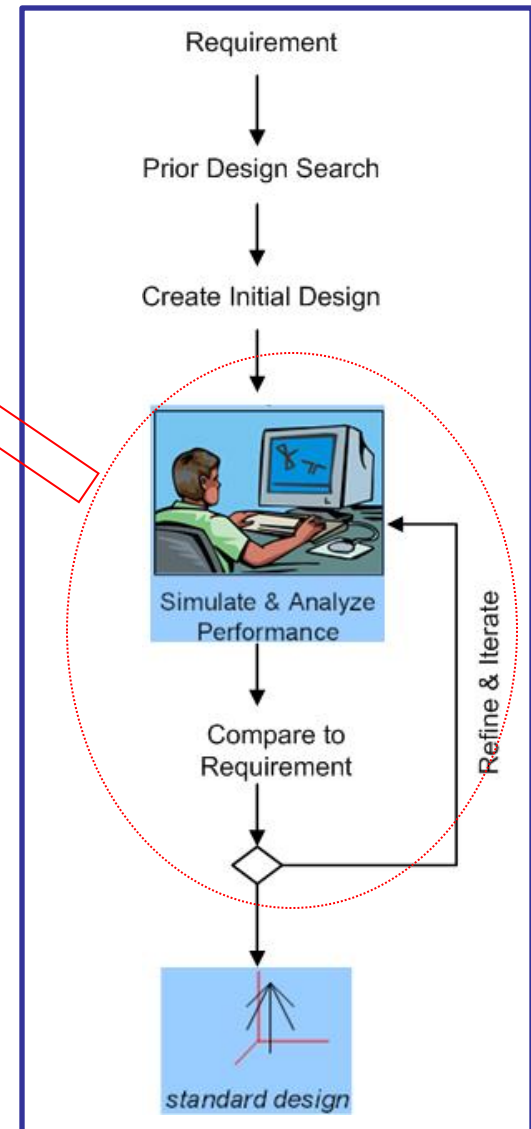 Requirement
Prior Design Search
Create Initial Design
Simulate & Analyze
Performance
Refine & Iterate
Compare to
Requirement
standard design